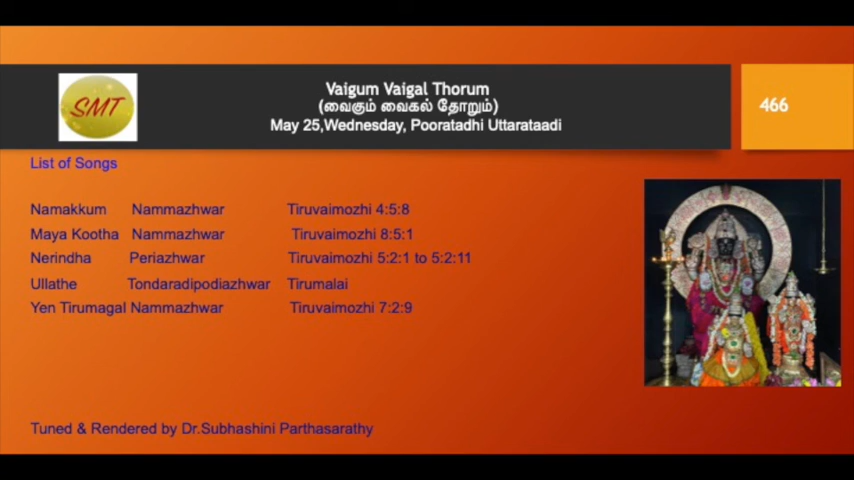 SMT
Vaigum Vaigal Thorum
(வைகும் வைகல் தோறும்)
May 25,Wednesday, Pooratadhi Uttarataadi
466
List of Songs
Namakkum Nammazhwar Tiruvaimozhi 4:5:8
Maya Kootha Nammazhwar Tiruvaimozhi 8:5:1
Nerindha Periazhwar Tiruvaimozhi 5:2:1 to 5:2:11
Ullathe Tondaradipodiazhwar Tirumalai
Yen Tirumagal Nammazhwar Tiruvaimozhi 7:2:9
Tuned & Rendered by Dr.Subhashini Parthasarathy